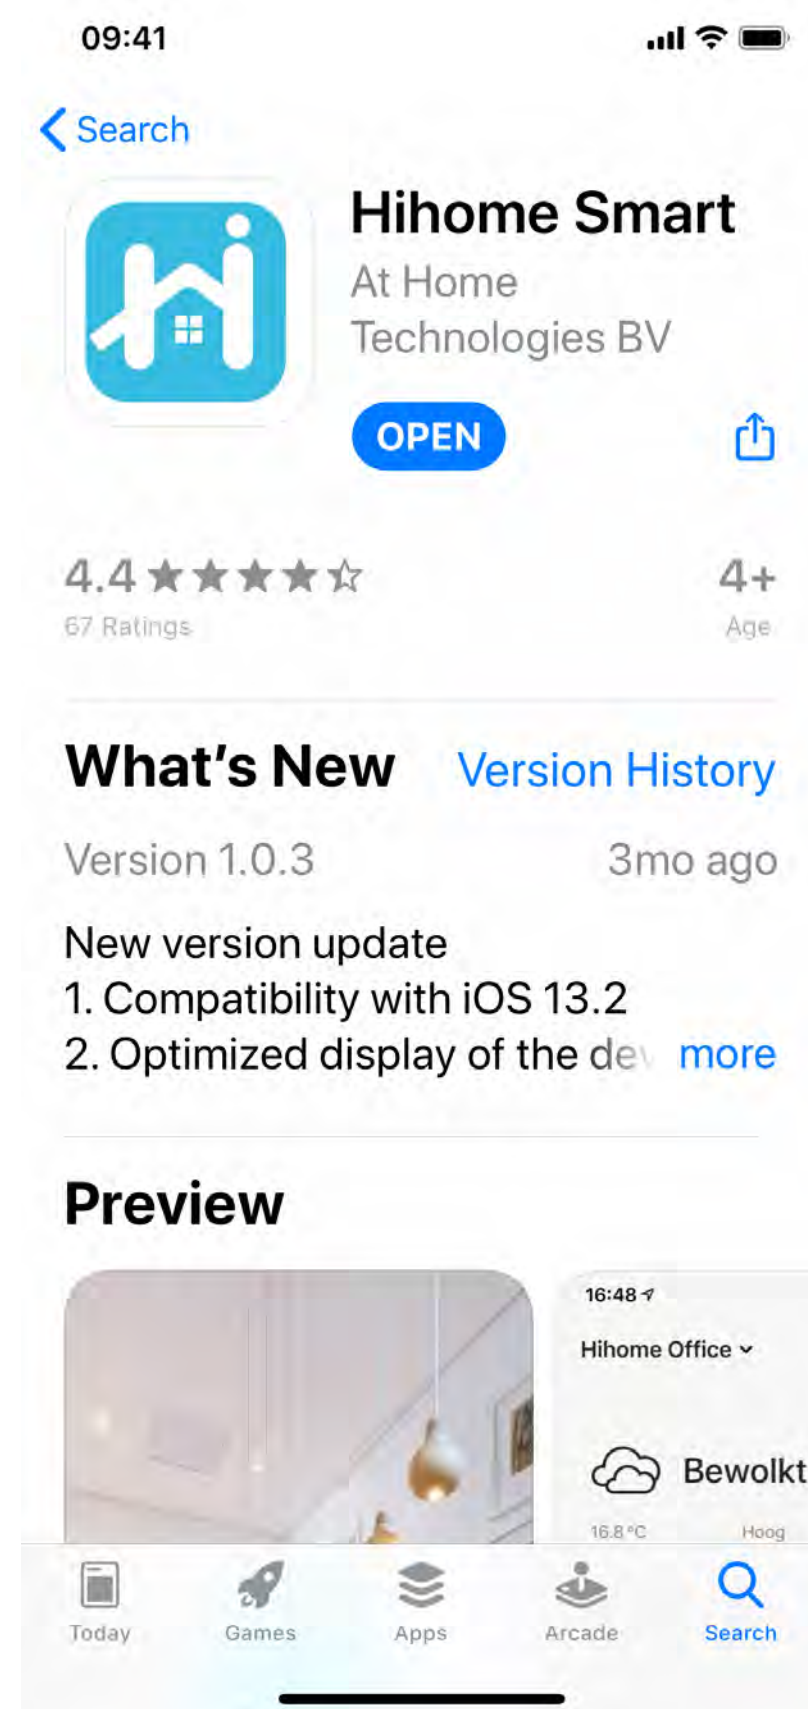 09:41
Search
Hihome Smart
At Home
Technologies BV
OPEN
4.4
4+
67 Ratings
Age
What's New Version History
Version 1.0.3 3mo ago
New version update
1. Compatibility with iOS 13.2
2. Optimized display of the more
Preview
16:48
Hihome Office
Bewolkt
16.8°C Hoog
Today Games Apps Arcade Search